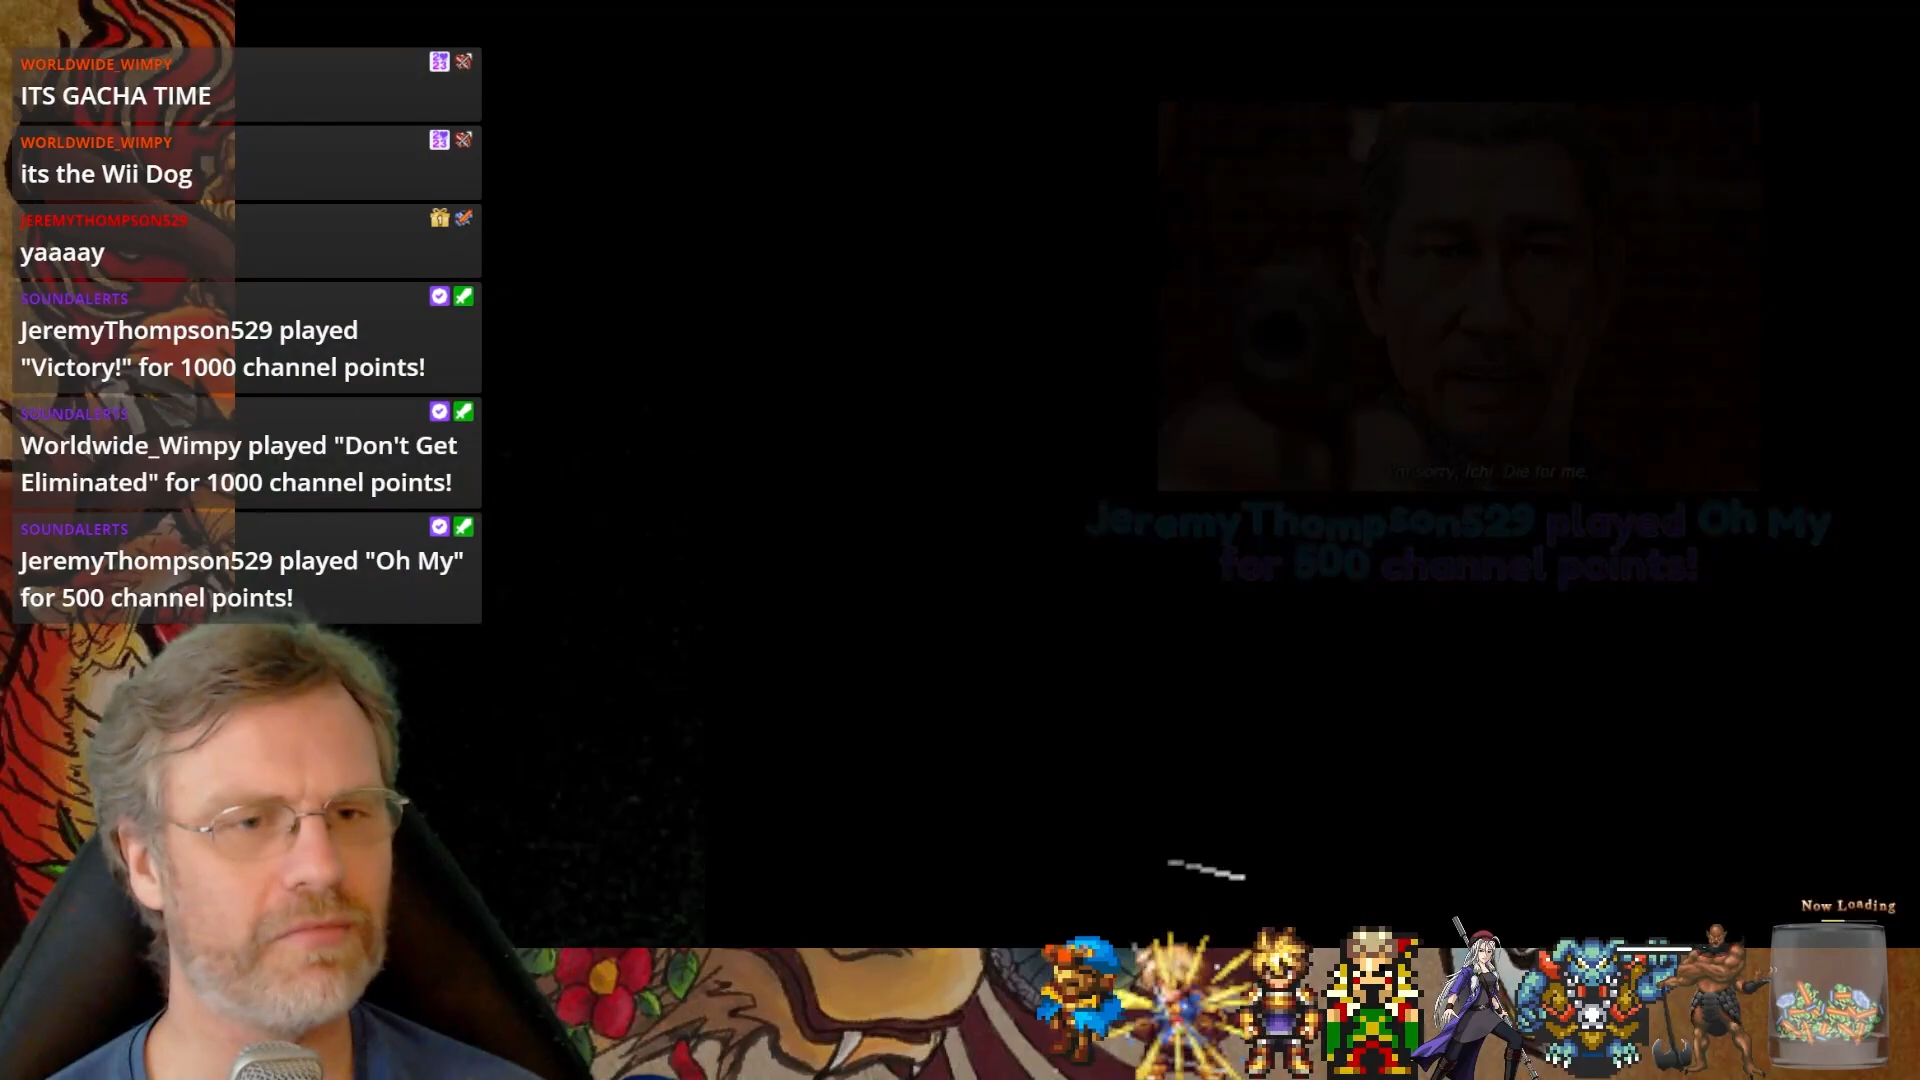 WORLDWIDE_WIMPY
ITS GACHA TIME
WORLDWIDE_WIMPY
its the Wii Dog
JEREMYTHOMPSON529
yaaaay
SOUNDALERTS
JeremyThompson529 played
"Victory!" for 1000 channel points!
SOUNDALERTS
Worldwide_Wimpy played "Don't Get
Eliminated" for 1000 channel points!
SOUNDALERTS
JeremyThompson529 played "Oh My"
for 500 channel points!
I'm sorry, Ichi. Die for me.
JeremyThompson529 played Oh My
for 500 channel points!
Now Loading